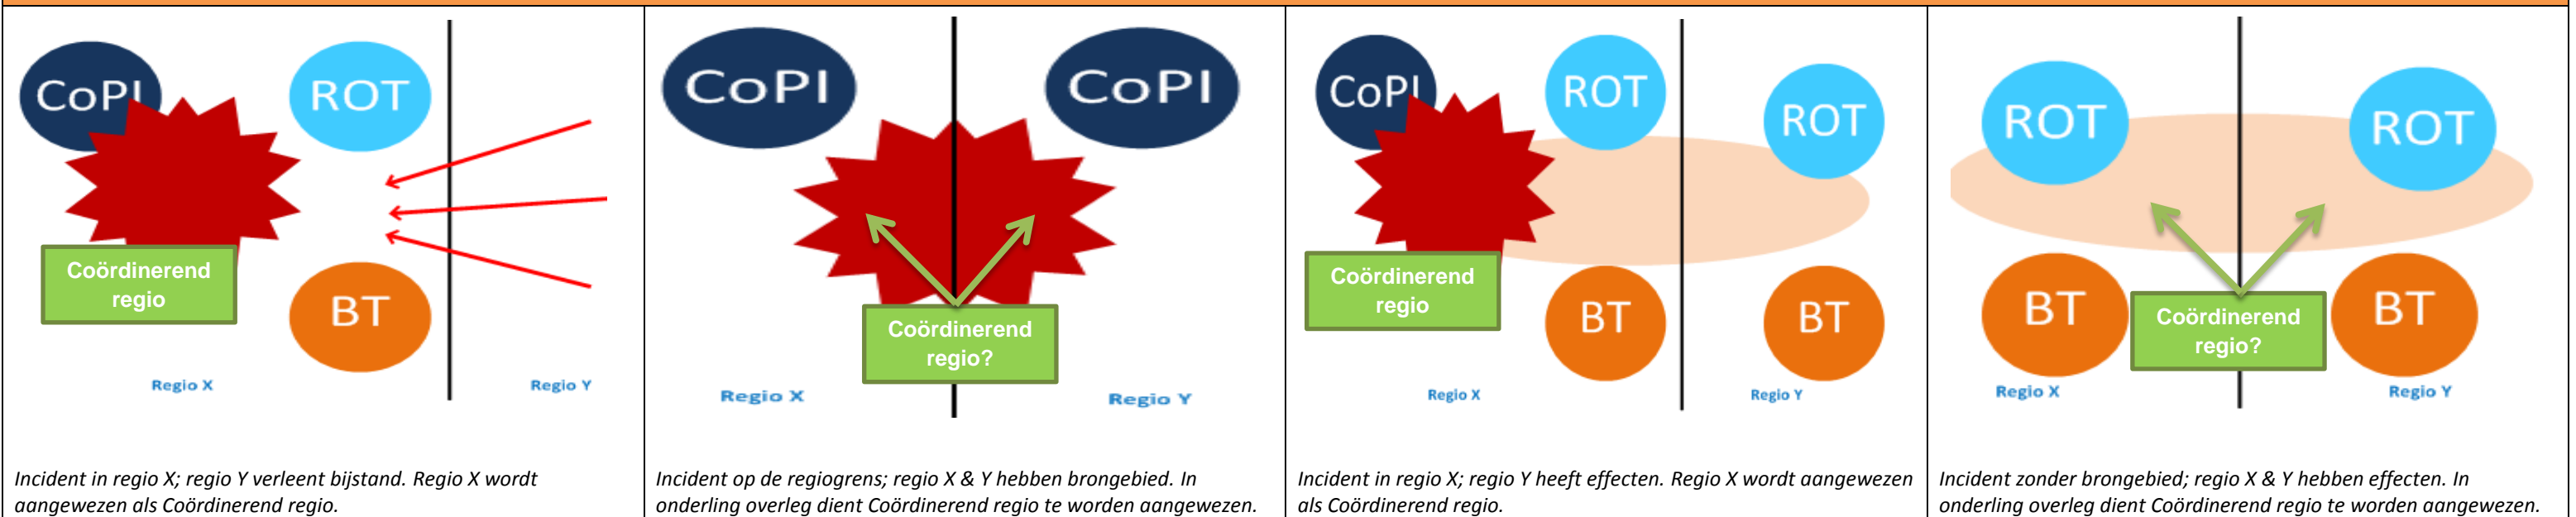 CoPI
ROT
Coördinerend
regio
BT
Regio X
Regio Y
Incident in regio X; regio Y verleent bijstand. Regio X wordt
aangewezen als Coördinerend regio.
CoPI
CoPI
Coördinerend
regio?
Regio X
Regio Y
Incident op de regiogrens; regio X & Y hebben brongebied. In
onderling overleg dient Coördinerend regio te worden aangewezen.
CoPI
ROT
ROT
Coördinerend
regio
BT
BT
Regio X
Regio Y
Incident in regio X; regio Y heeft effecten. Regio X wordt aangewezen
als Coördinerend regio.
ROT
ROT
BT
Coördinerend
regio?
BT
Regio X
Regio Y
Incident zonder brongebied; regio X & Y hebben effecten. In
onderling overleg dient Coördinerend regio te worden aangewezen.